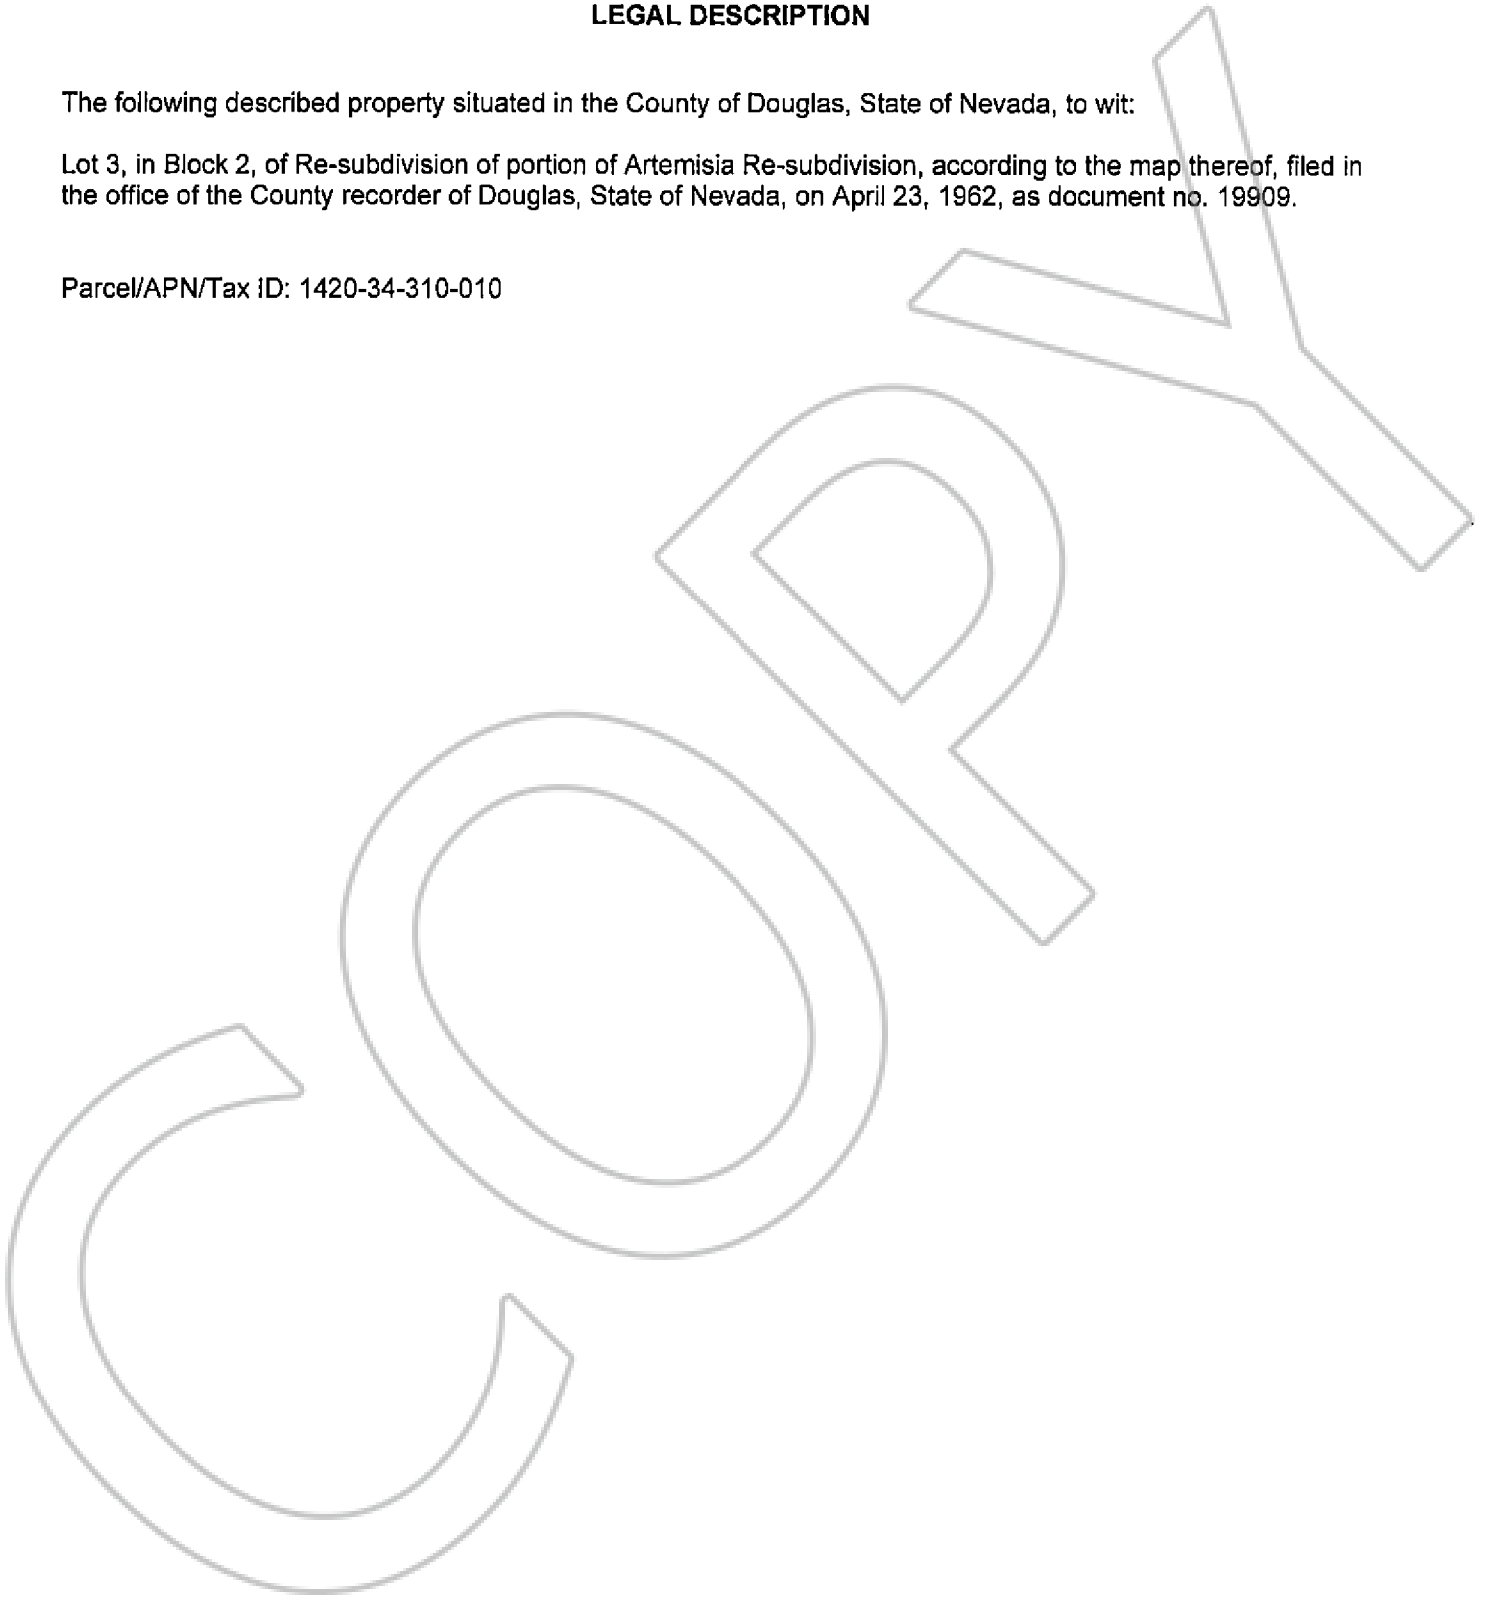 LEGAL DESCRIPTION
The following described property situated in the County of Douglas, State of Nevada, to wit:
Lot 3, in Block 2, of Re-subdivision of portion of Artemisia Re-subdivision, according to the map thereof, filed in
the office of the County recorder of Douglas, State of Nevada, on April 23, 1962, as document no. 19909.
Parcel/APN/Tax ID: 1420-34-310-010
COPY